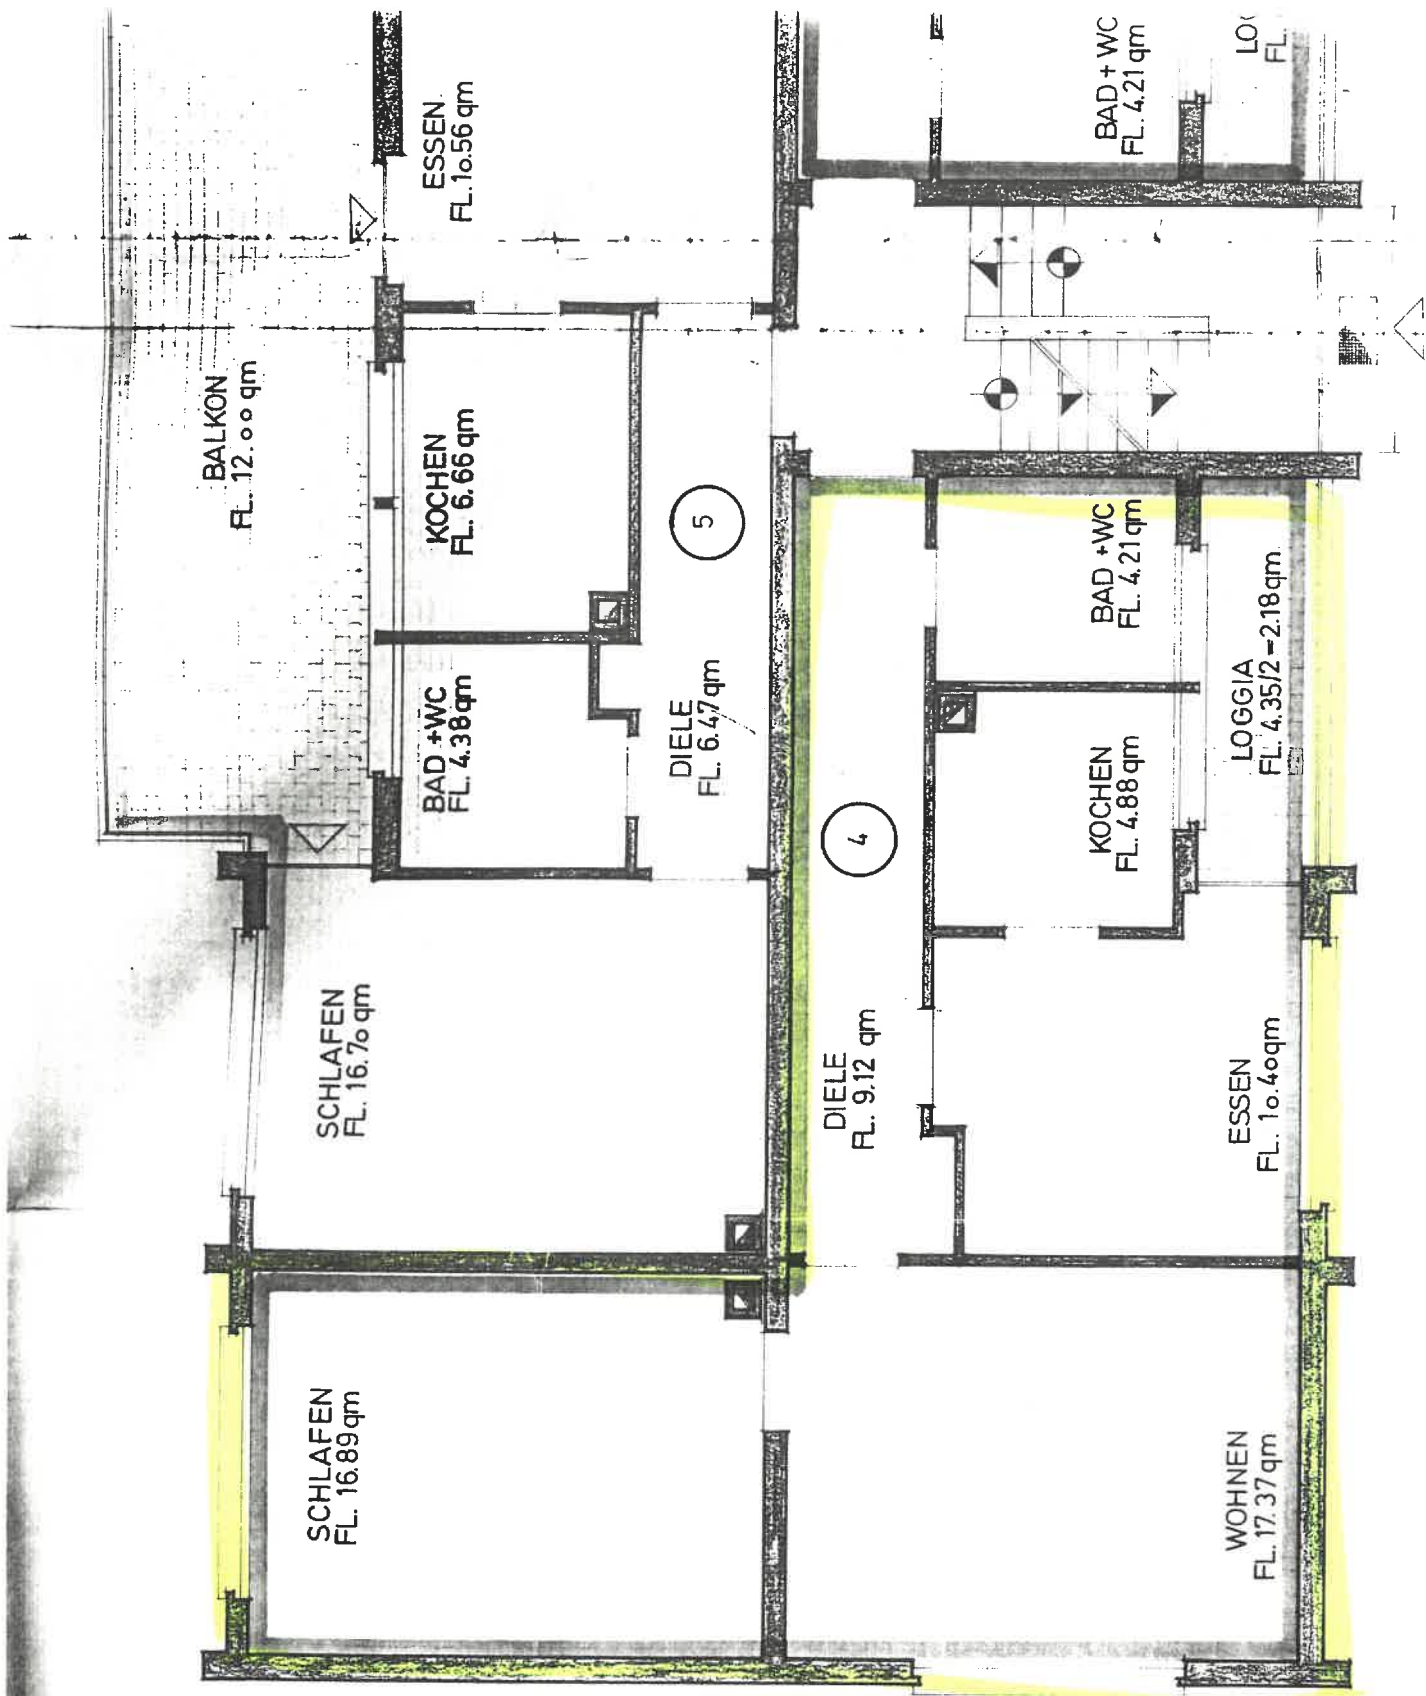 BALKON
FL. 12.oo qm
ESSEN
FL. 1o.56 qm
BAD + WC
FL. 4.21 qm
FL.
KOCHEN
FL. 6.66 qm
BAD + WC
FL. 4.38 qm
5
DIELE
FL. 6.47 qm
SCHLAFEN
FL. 16.7o qm
BAD + WC
FL. 4.21 qm
LOGGIA
FL. 4.35/2 = 2.18 qm
KOCHEN
FL. 4.88 qm
4
DIELE
FL. 9.12 qm
ESSEN
FL. 1o.4o qm
SCHLAFEN
FL. 16.89 qm
WOHNEN
FL. 17.37 qm